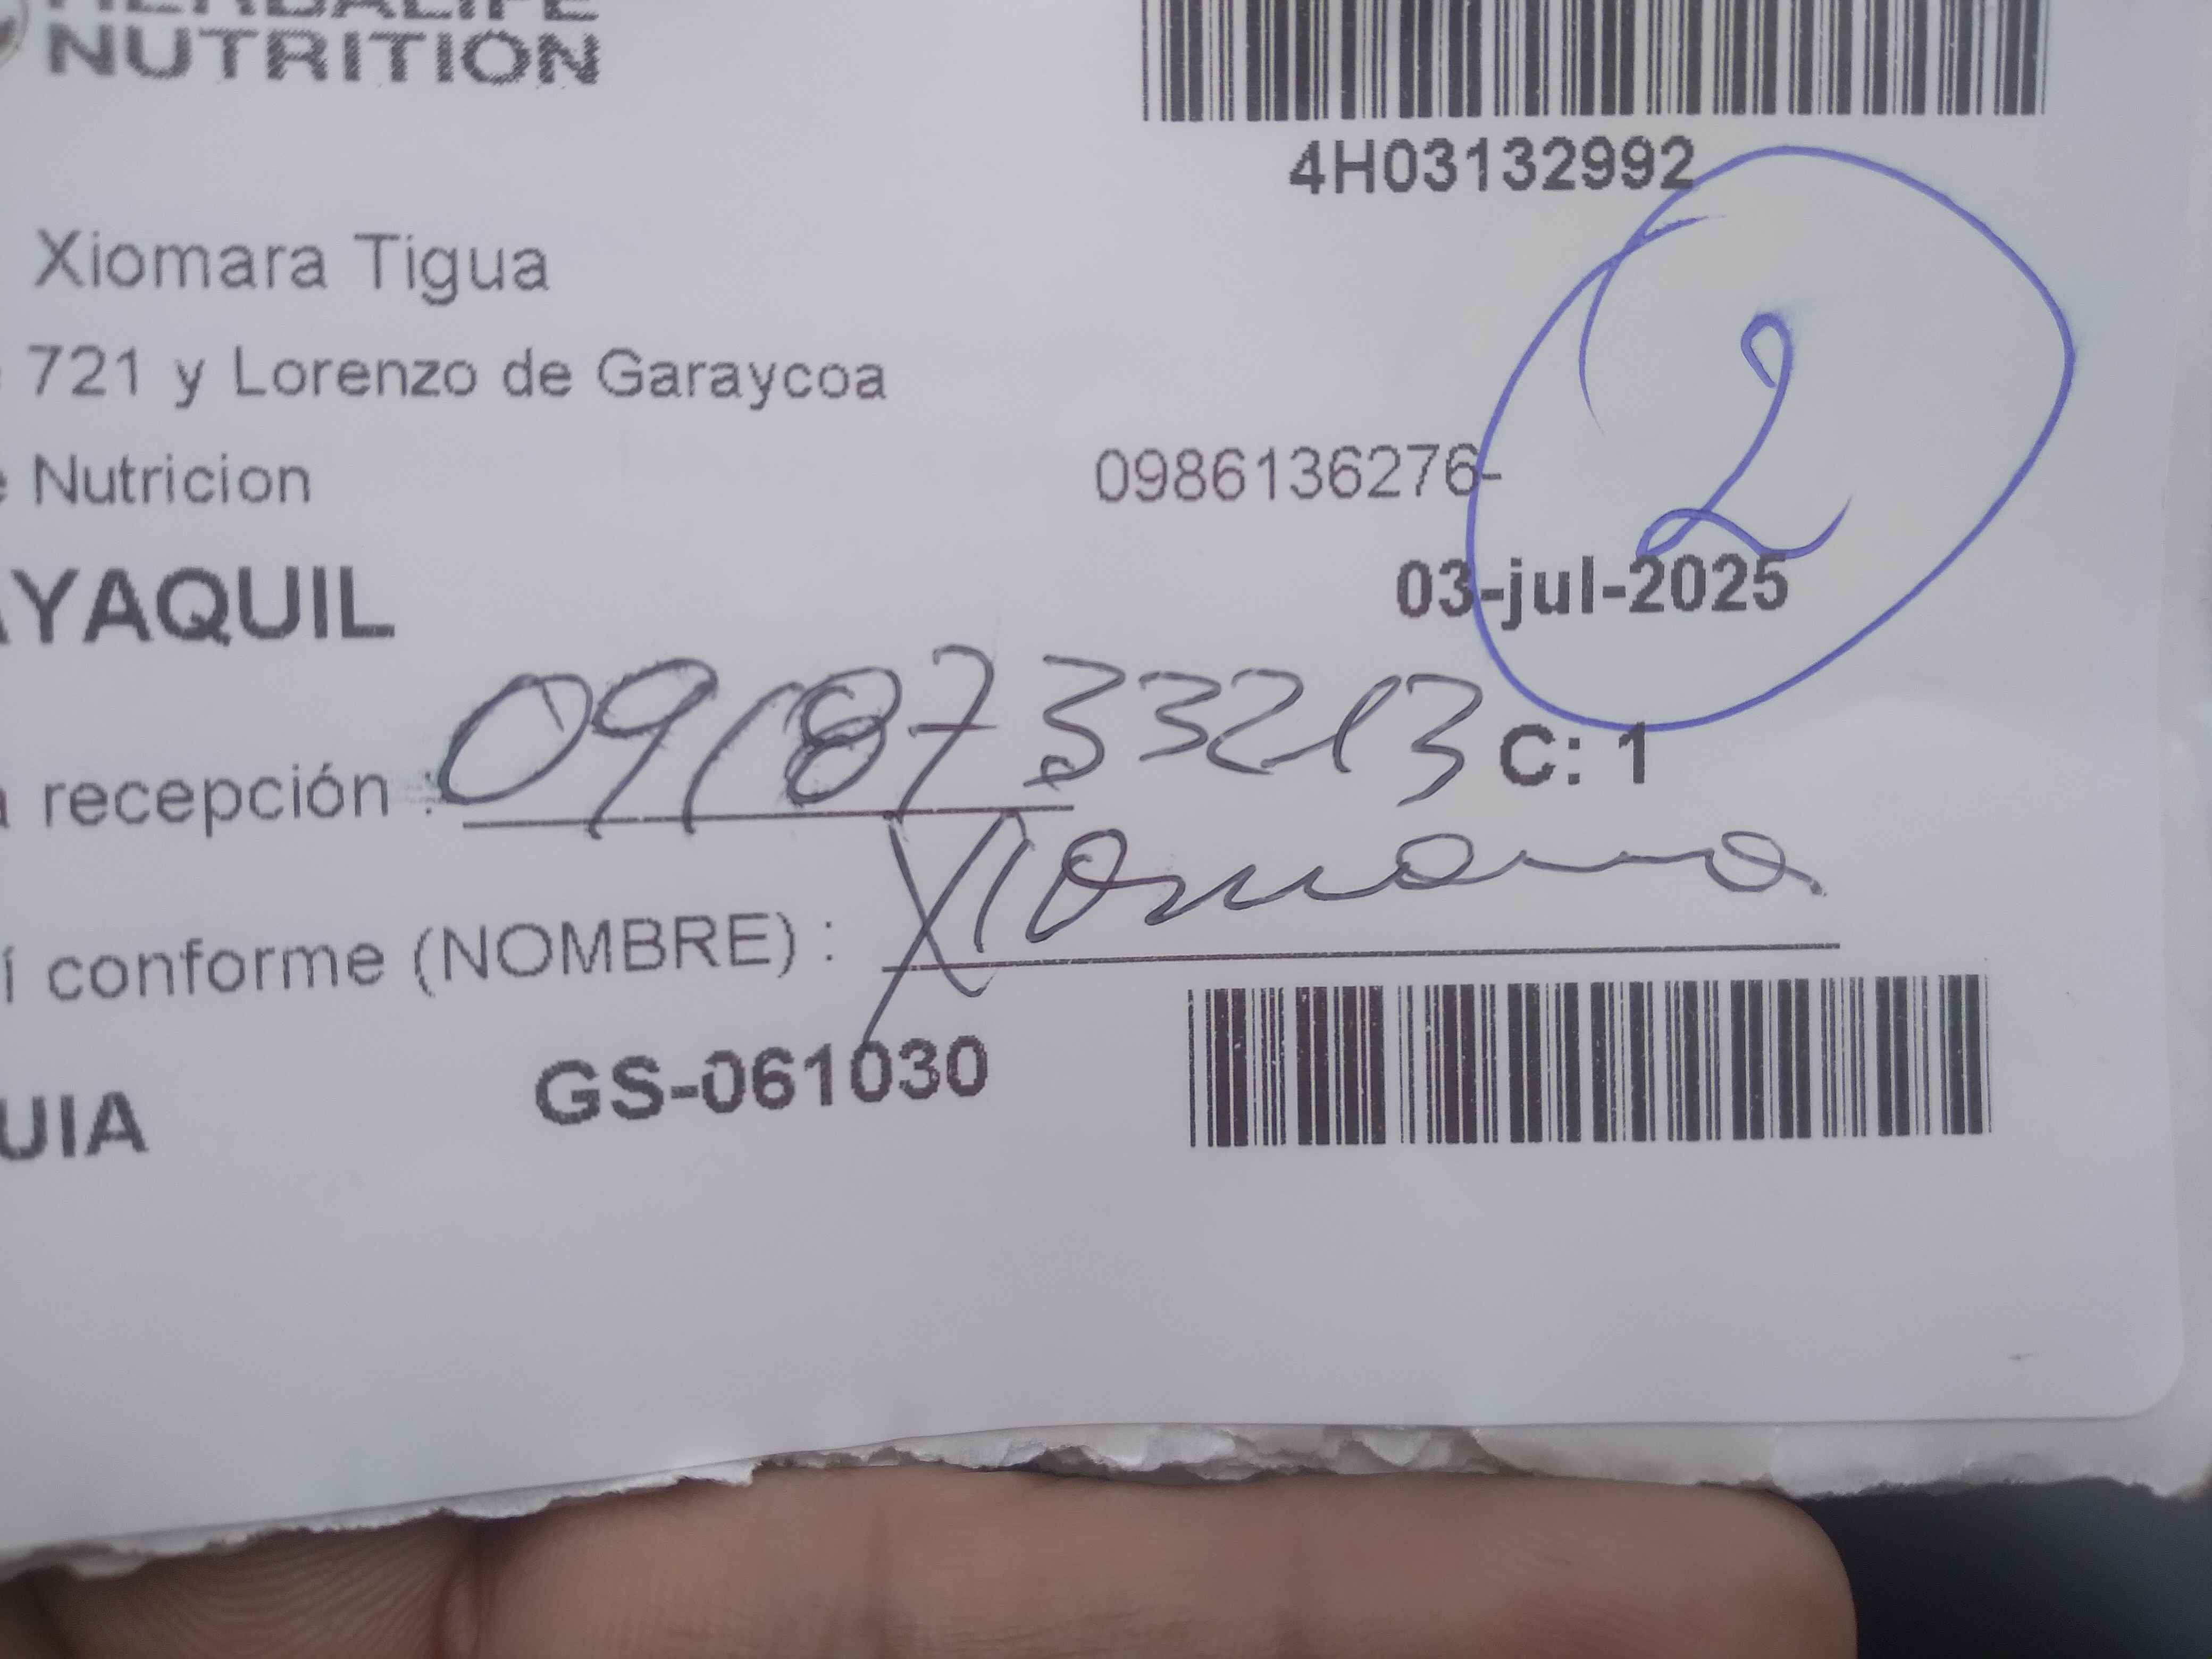 HERBALIFE
NUTRITION
4H03132992
Xiomara Tigua
721 y Lorenzo de Garaycoa
2
e Nutricion 0986136276-
AYAQUIL 03-jul-2025
a recepción : 0918733213 C: 1
í conforme (NOMBRE) : Xiomara
UIA GS-061030